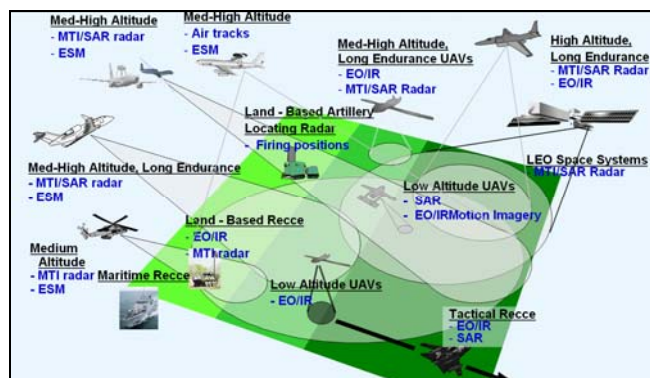 Med-High Altitude
- MTI/SAR radar
- ESM
Med-High Altitude
- Air tracks
- ESM
Med-High Altitude,
Long Endurance UAVs
- EO/IR
- MTI/SAR Radar
High Altitude,
Long Endurance
- MTI/SAR Radar
- EO/IR
Land - Based Artillery
Locating Radar
- Firing positions
LEO Space Systems
MTI/SAR Radar
Med-High Altitude, Long Endurance
- MTI/SAR radar
- ESM
Low Altitude UAVs
- SAR
- EO/IRMotion Imagery
Land - Based Recce
- EO/IR
- MTI radar
Medium
Altitude
- MTI radar
- ESM
Maritime Recce
Low Altitude UAVs
- EO/IR
Tactical Recce
- EO/IR
- SAR